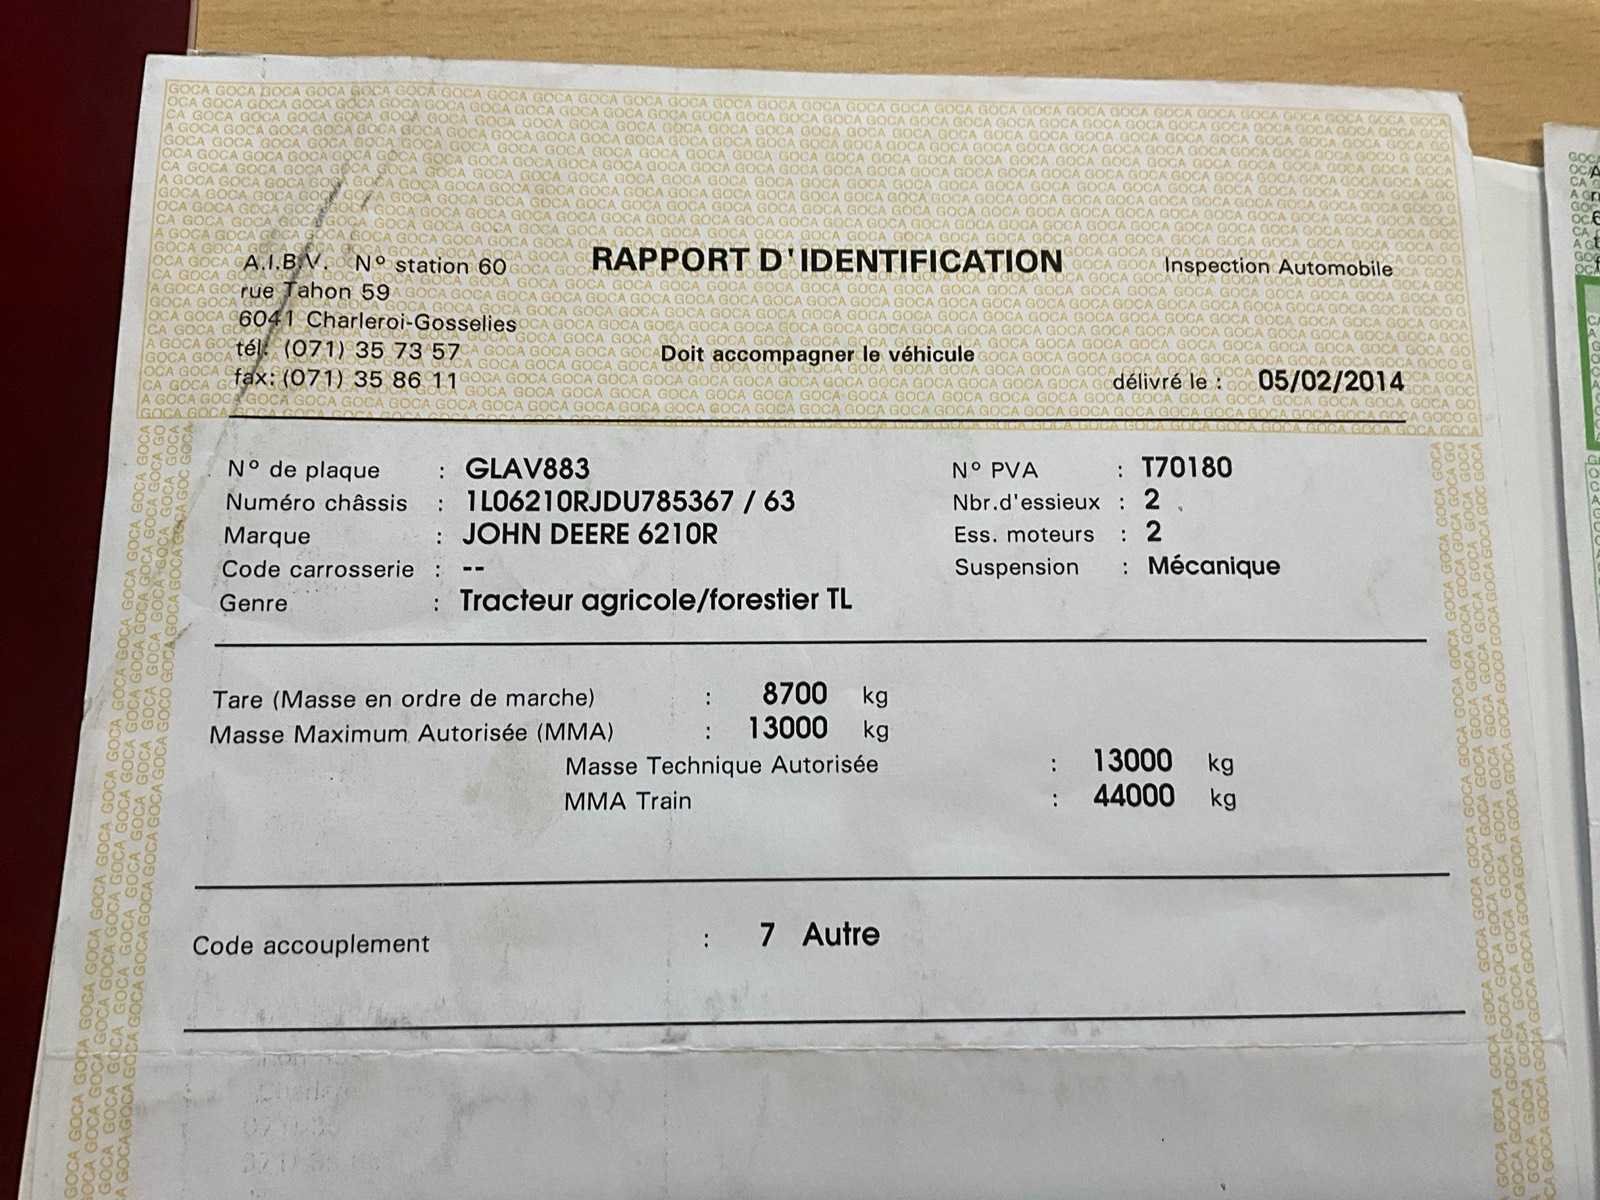 A.I.B.V. N° station 60
rue Tahon 59
6041 Charleroi-Gosselies
tél: (071) 35 73 57
fax: (071) 35 86 11
RAPPORT D'IDENTIFICATION
Doit accompagner le véhicule
Inspection Automobile
délivré le : 05/02/2014
N° de plaque : GLAV883
N° PVA : T70180
Numéro châssis : 1L06210RJDU785367 / 63
Nbr.d'essieux : 2
Marque : JOHN DEERE 6210R
Ess. moteurs : 2
Code carrosserie : --
Suspension : Mécanique
Genre : Tracteur agricole/forestier TL
Tare (Masse en ordre de marche) : 8700 kg
Masse Maximum Autorisée (MMA) : 13000 kg
Masse Technique Autorisée : 13000 kg
MMA Train : 44000 kg
Code accouplement : 7 Autre